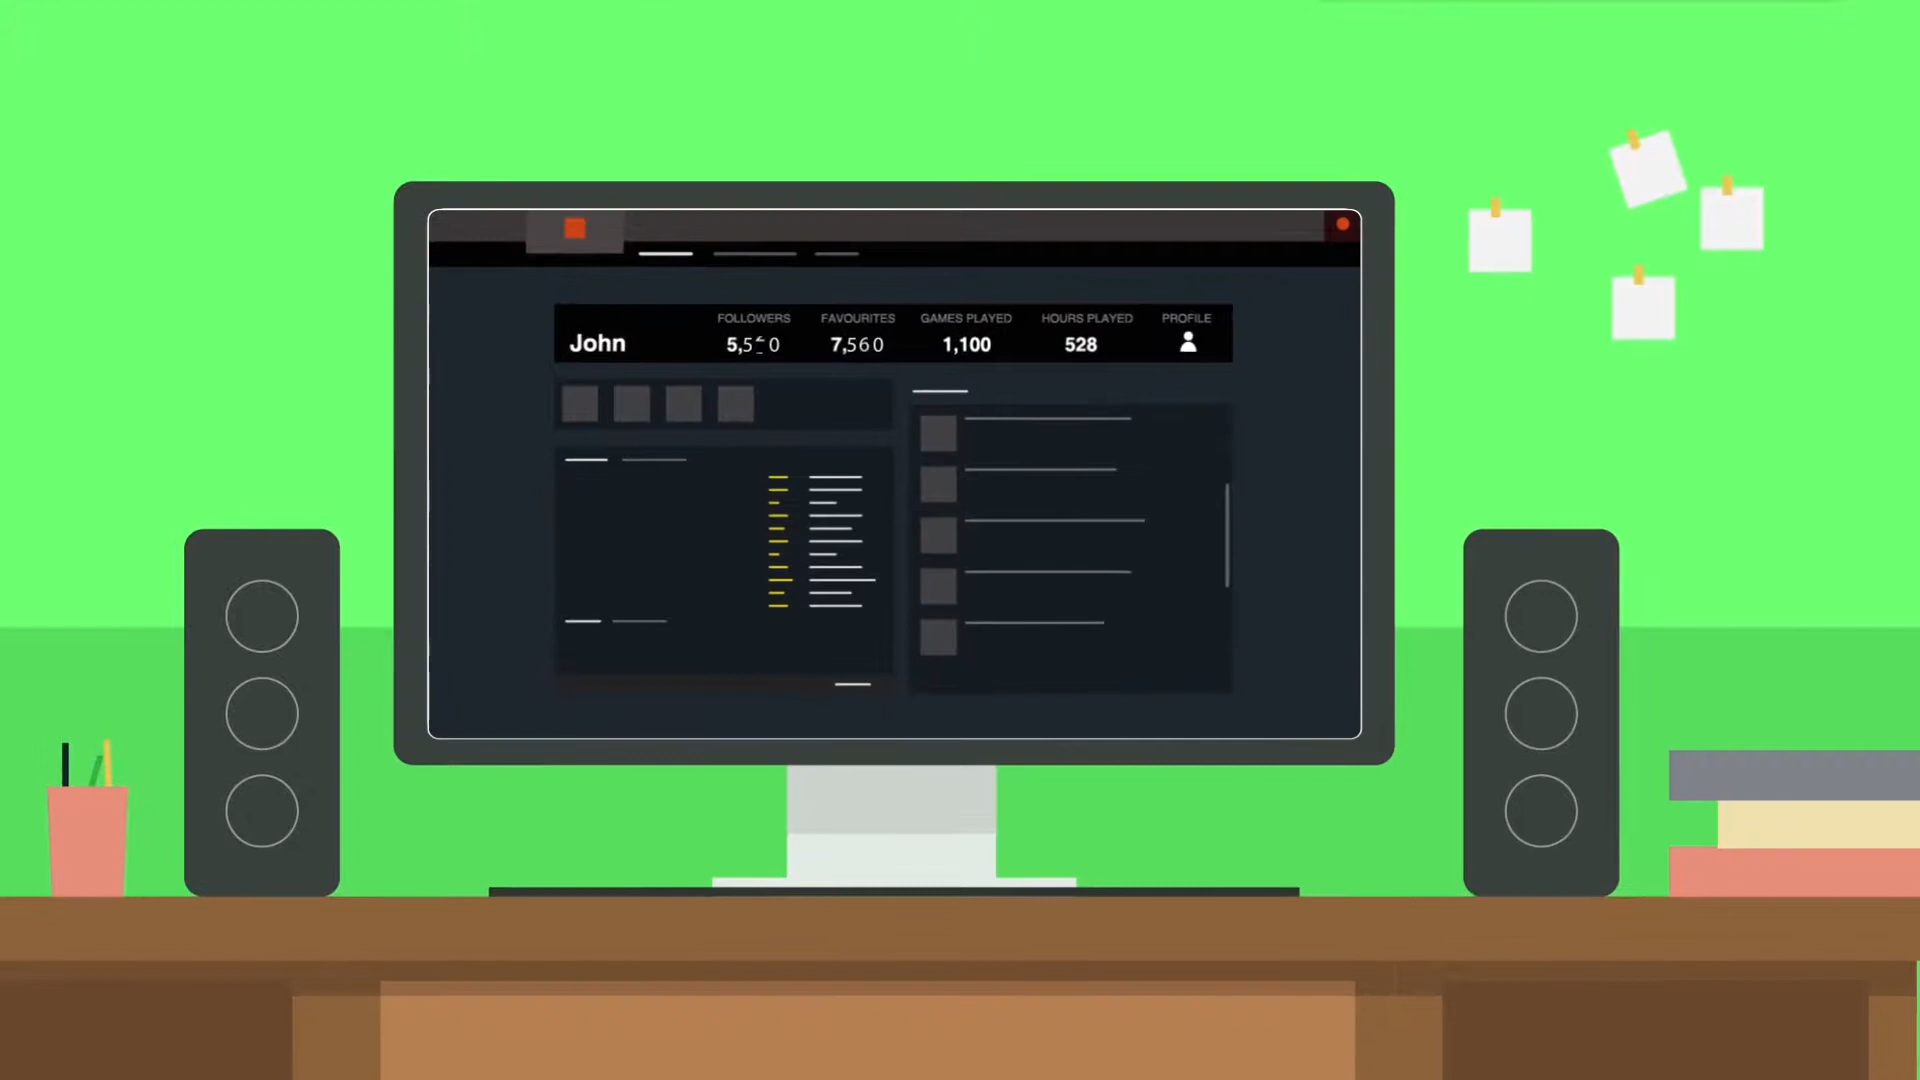 FOLLOWERS FAVOURITES GAMES PLAYED HOURS PLAYED PROFILE
John 7,560 1,100 528